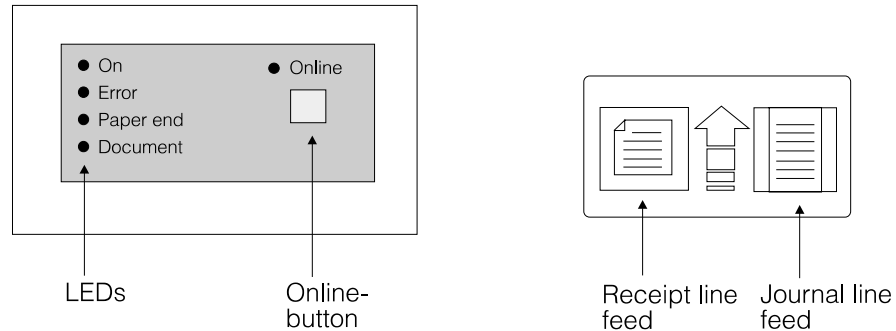 On
Error
Paper end
Document
Online
LEDs
Online-
button
Receipt line
feed
Journal line
feed